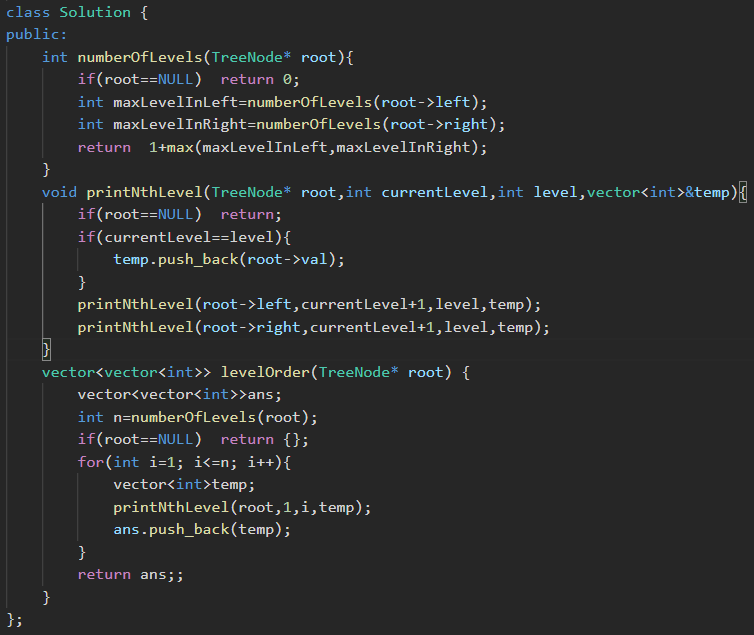 class Solution {
public:
    int numberOfLevels(TreeNode* root){
        if(root==NULL)  return 0;
        int maxLevelInLeft=numberOfLevels(root->left);
        int maxLevelInRight=numberOfLevels(root->right);
        return  1+max(maxLevelInLeft,maxLevelInRight);
    }
    void printNthLevel(TreeNode* root,int currentLevel,int level,vector<int>&temp){
        if(root==NULL)  return;
        if(currentLevel==level){
            temp.push_back(root->val);
        }
        printNthLevel(root->left,currentLevel+1,level,temp);
        printNthLevel(root->right,currentLevel+1,level,temp);
    }
    vector<vector<int>> levelOrder(TreeNode* root) {
        vector<vector<int>>ans;
        int n=numberOfLevels(root);
        if(root==NULL)  return {};
        for(int i=1; i<=n; i++){
            vector<int>temp;
            printNthLevel(root,1,i,temp);
            ans.push_back(temp);
        }
        return ans;;
    }
};